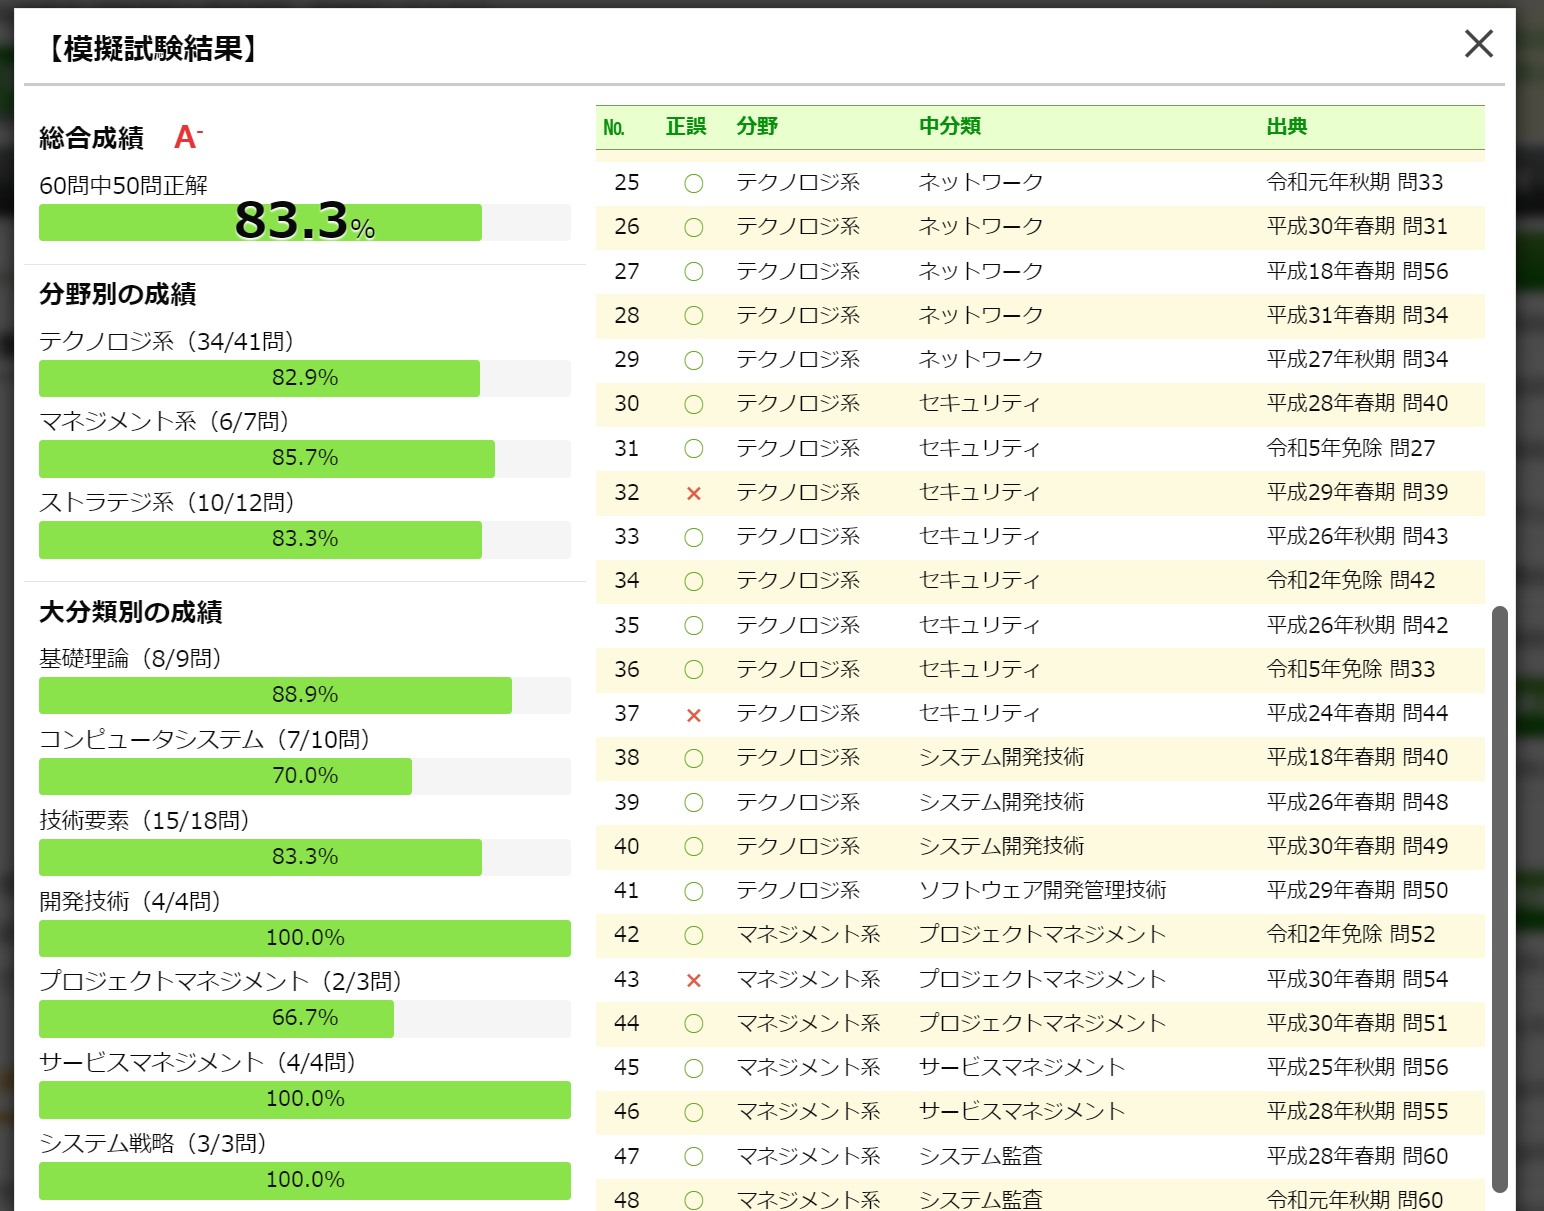 【模擬試験結果】
総合成績 A-
60問中50問正解
83.3%
分野別の成績
テクノロジ系（34/41問）
82.9%
マネジメント系（6/7問）
85.7%
ストラテジ系（10/12問）
83.3%
大分類別の成績
基礎理論（8/9問）
88.9%
コンピュータシステム（7/10問）
70.0%
技術要素（15/18問）
83.3%
開発技術（4/4問）
100.0%
プロジェクトマネジメント（2/3問）
66.7%
サービスマネジメント（4/4問）
100.0%
システム戦略（3/3問）
100.0%
№ 正誤 分野 中分類 出典
25 ○ テクノロジ系 ネットワーク 令和元年秋期 問33
26 ○ テクノロジ系 ネットワーク 平成30年春期 問31
27 ○ テクノロジ系 ネットワーク 平成18年春期 問56
28 ○ テクノロジ系 ネットワーク 平成31年春期 問34
29 ○ テクノロジ系 ネットワーク 平成27年秋期 問34
30 ○ テクノロジ系 セキュリティ 平成28年春期 問40
31 ○ テクノロジ系 セキュリティ 令和5年免除 問27
32 × テクノロジ系 セキュリティ 平成29年春期 問39
33 ○ テクノロジ系 セキュリティ 平成26年秋期 問43
34 ○ テクノロジ系 セキュリティ 令和2年免除 問42
35 ○ テクノロジ系 セキュリティ 平成26年秋期 問42
36 ○ テクノロジ系 セキュリティ 令和5年免除 問33
37 × テクノロジ系 セキュリティ 平成24年春期 問44
38 ○ テクノロジ系 システム開発技術 平成18年春期 問40
39 ○ テクノロジ系 システム開発技術 平成26年春期 問48
40 ○ テクノロジ系 システム開発技術 平成30年春期 問49
41 ○ テクノロジ系 ソフトウェア開発管理技術 平成29年春期 問50
42 ○ マネジメント系 プロジェクトマネジメント 令和2年免除 問52
43 × マネジメント系 プロジェクトマネジメント 平成30年春期 問54
44 ○ マネジメント系 プロジェクトマネジメント 平成30年春期 問51
45 ○ マネジメント系 サービスマネジメント 平成25年秋期 問56
46 ○ マネジメント系 サービスマネジメント 平成28年秋期 問55
47 ○ マネジメント系 システム監査 平成28年春期 問60
48 ○ マネジメント系 システム監査 令和元年秋期 問60